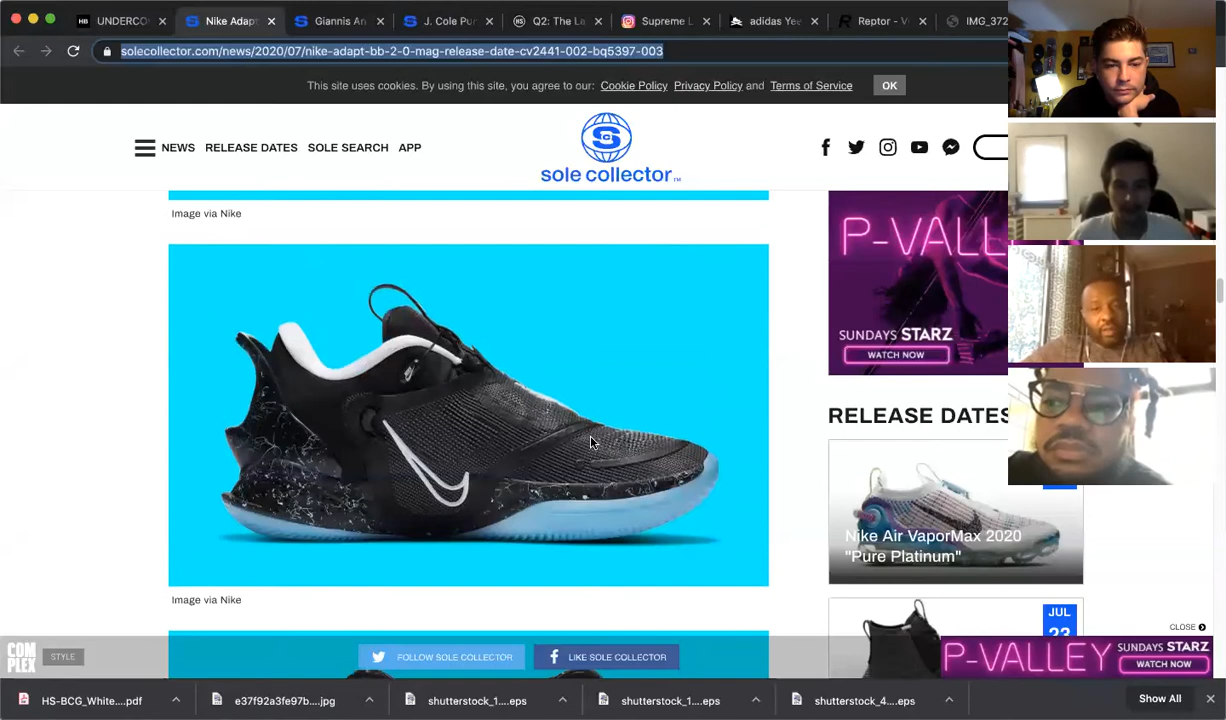 UNDERCO
Nike Adapt
Giannis An
J. Cole Pu
Q2: The La
Supreme L
adidas Yee
Reptor - V
IMG_372
solecollector.com/news/2020/07/nike-adapt-bb-2-0-mag-release-date-cv2441-002-bq5397-003
This site uses cookies. By using this site, you agree to our: Cookie Policy Privacy Policy and Terms of Service OK
NEWS RELEASE DATES SOLE SEARCH APP
sole collector TM
Image via Nike
P-VALL
SUNDAYS STARZ
WATCH NOW
RELEASE DATES
Nike Air VaporMax 2020
"Pure Platinum"
Image via Nike
JUL
23
CLOSE
COM
PLEX
STYLE
FOLLOW SOLE COLLECTOR
LIKE SOLE COLLECTOR
P-VALLEY SUNDAYS STARZ
WATCH NOW
HS-BCG_White....pdf
e37f92a3fe97b....jpg
shutterstock_1....eps
shutterstock_1....eps
shutterstock_4....eps
Show All